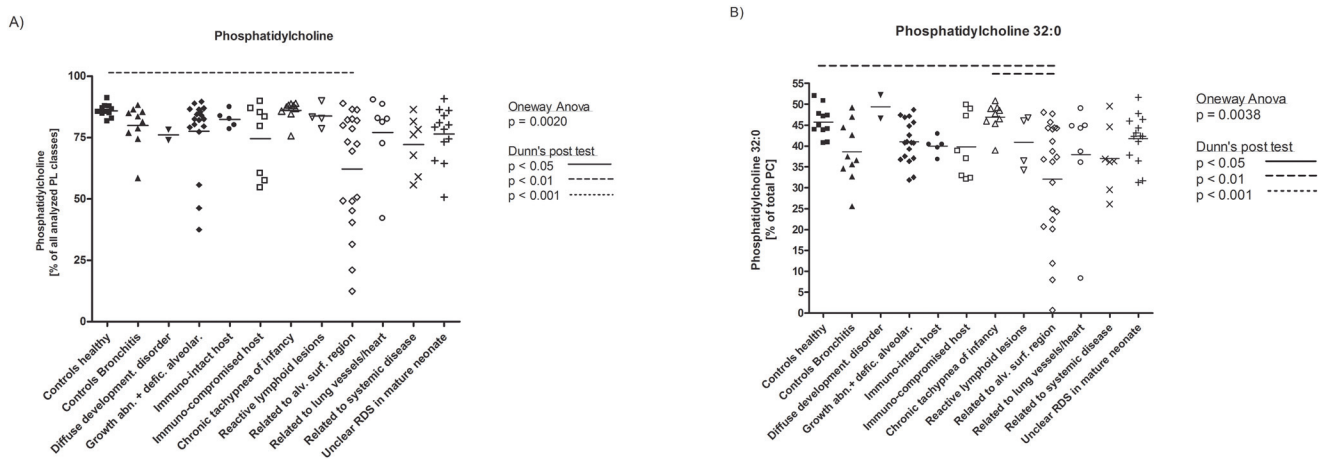 A)
Phosphatidylcholine
Phosphatidylcholine
[% of all analyzed PL classes]
100
75
50
25
0
Controls healthy
Controls Bronchitis
Diffuse development. disorder
Growth abn.+ defic. alveolar.
Immuno-intact host
Immuno-compromised host
Chronic tachypnea of infancy
Reactive lymphoid lesions
Related to alv. surf. region
Related to lung vessels/heart
Related to systemic disease
Unclear RDS in mature neonate
Oneway Anova
p = 0.0020
Dunn's post test
p < 0.05
p < 0.01
p < 0.001
B)
Phosphatidylcholine 32:0
Phosphatidylcholine 32:0
[% of total PC]
55
50
45
40
35
30
25
20
15
10
5
0
Controls healthy
Controls Bronchitis
Diffuse development. disorder
Growth abn.+ defic. alveolar.
Immuno-intact host
Immuno-compromised host
Chronic tachypnea of infancy
Reactive lymphoid lesions
Related to alv. surf. region
Related to lung vessels/heart
Related to systemic disease
Unclear RDS in mature neonate
Oneway Anova
p = 0.0038
Dunn's post test
p < 0.05
p < 0.01
p < 0.001